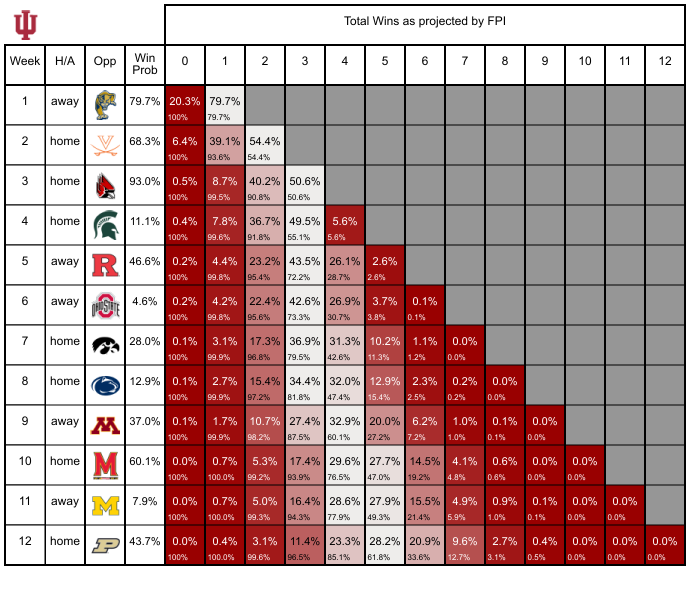 Total Wins as projected by FPI
Week H/A Opp Win Prob 0 1 2 3 4 5 6 7 8 9 10 11 12
1 away 79.7% 20.3% 79.7%
100% 79.7%
2 home 68.3% 6.4% 39.1% 54.4%
100% 93.6% 54.4%
3 home 93.0% 0.5% 8.7% 40.2% 50.6%
100% 99.5% 90.8% 50.6%
4 home 11.1% 0.4% 7.8% 36.7% 49.5% 5.6%
100% 99.6% 91.8% 55.1% 5.6%
5 away R 46.6% 0.2% 4.4% 23.2% 43.5% 26.1% 2.6%
100% 99.8% 95.4% 72.2% 28.7% 2.6%
6 away OHIO STATE 4.6% 0.2% 4.2% 22.4% 42.6% 26.9% 3.7% 0.1%
100% 99.8% 95.6% 73.3% 30.7% 3.8% 0.1%
7 home 28.0% 0.1% 3.1% 17.3% 36.9% 31.3% 10.2% 1.1% 0.0%
100% 99.9% 96.8% 79.5% 42.6% 11.3% 1.2% 0.0%
8 home 12.9% 0.1% 2.7% 15.4% 34.4% 32.0% 12.9% 2.3% 0.2% 0.0%
100% 99.9% 97.2% 81.8% 47.4% 15.4% 2.5% 0.2% 0.0%
9 away M 37.0% 0.1% 1.7% 10.7% 27.4% 32.9% 20.0% 6.2% 1.0% 0.1% 0.0%
100% 99.9% 98.2% 87.5% 60.1% 27.2% 7.2% 1.0% 0.1% 0.0%
10 home M 60.1% 0.0% 0.7% 5.3% 17.4% 29.6% 27.7% 14.5% 4.1% 0.6% 0.0% 0.0%
100% 100.0% 99.2% 93.9% 76.5% 47.0% 19.2% 4.8% 0.6% 0.0% 0.0%
11 away M 7.9% 0.0% 0.7% 5.0% 16.4% 28.6% 27.9% 15.5% 4.9% 0.9% 0.1% 0.0% 0.0%
100% 100.0% 99.3% 94.3% 77.9% 49.3% 21.4% 5.9% 1.0% 0.1% 0.0% 0.0%
12 home P 43.7% 0.0% 0.4% 3.1% 11.4% 23.3% 28.2% 20.9% 9.6% 2.7% 0.4% 0.0% 0.0% 0.0%
100% 100.0% 99.6% 96.5% 85.1% 61.8% 33.6% 12.7% 3.1% 0.5% 0.0% 0.0% 0.0%